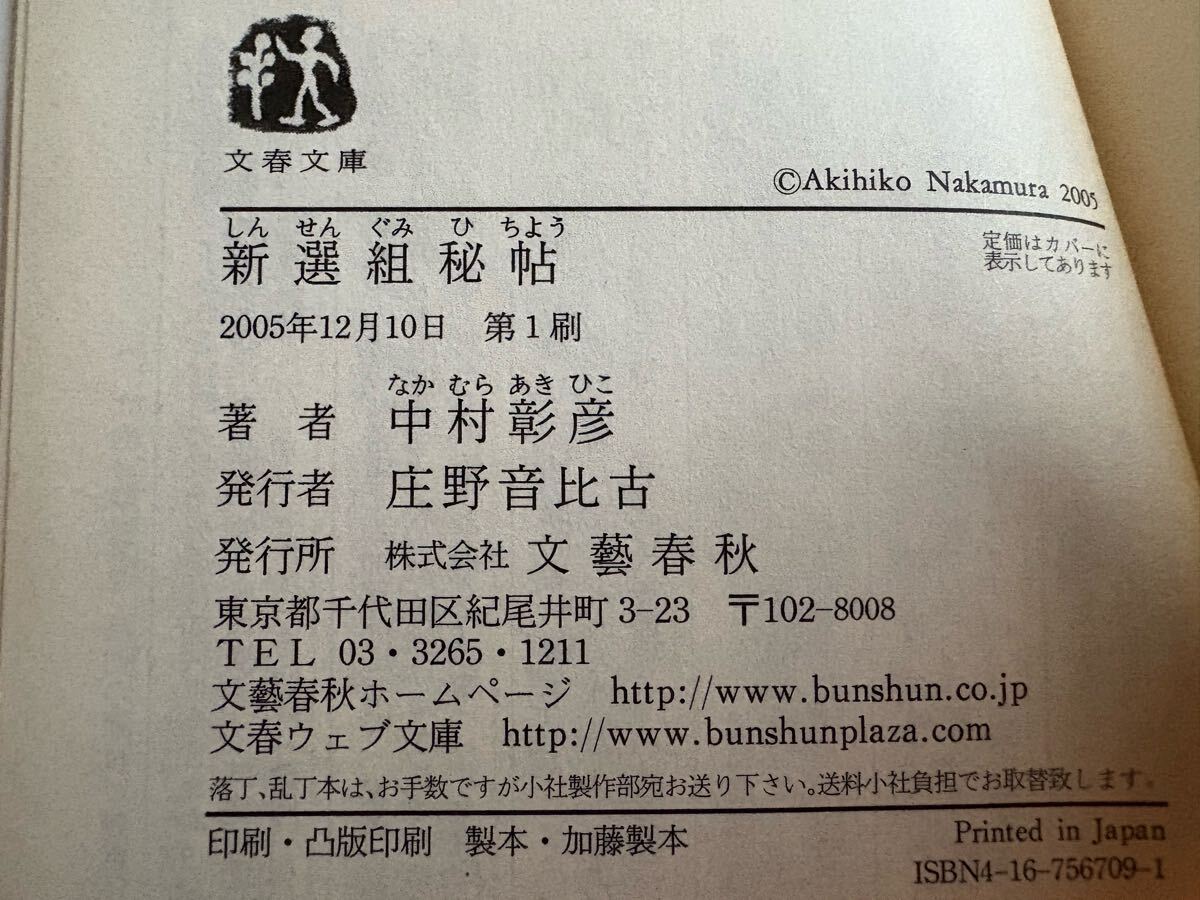 文春文庫
©Akihiko Nakamura 2005
しん せん ぐみ ひ ちよう
新選組秘帖
定価はカバーに
表示してあります
2005年12月10日 第1刷
なか むら あき ひこ
著 者 中村彰彦
発行者 庄野音比古
発行所 株式会社 文藝春秋
東京都千代田区紀尾井町 3-23 〒102-8008
TEL 03・3265・1211
文藝春秋ホームページ http://www.bunshun.co.jp
文春ウェブ文庫 http://www.bunshunplaza.com
落丁、乱丁本は、お手数ですが小社製作部宛お送り下さい。送料小社負担でお取替致します。
印刷・凸版印刷 製本・加藤製本
Printed in Japan
ISBN4-16-756709-1